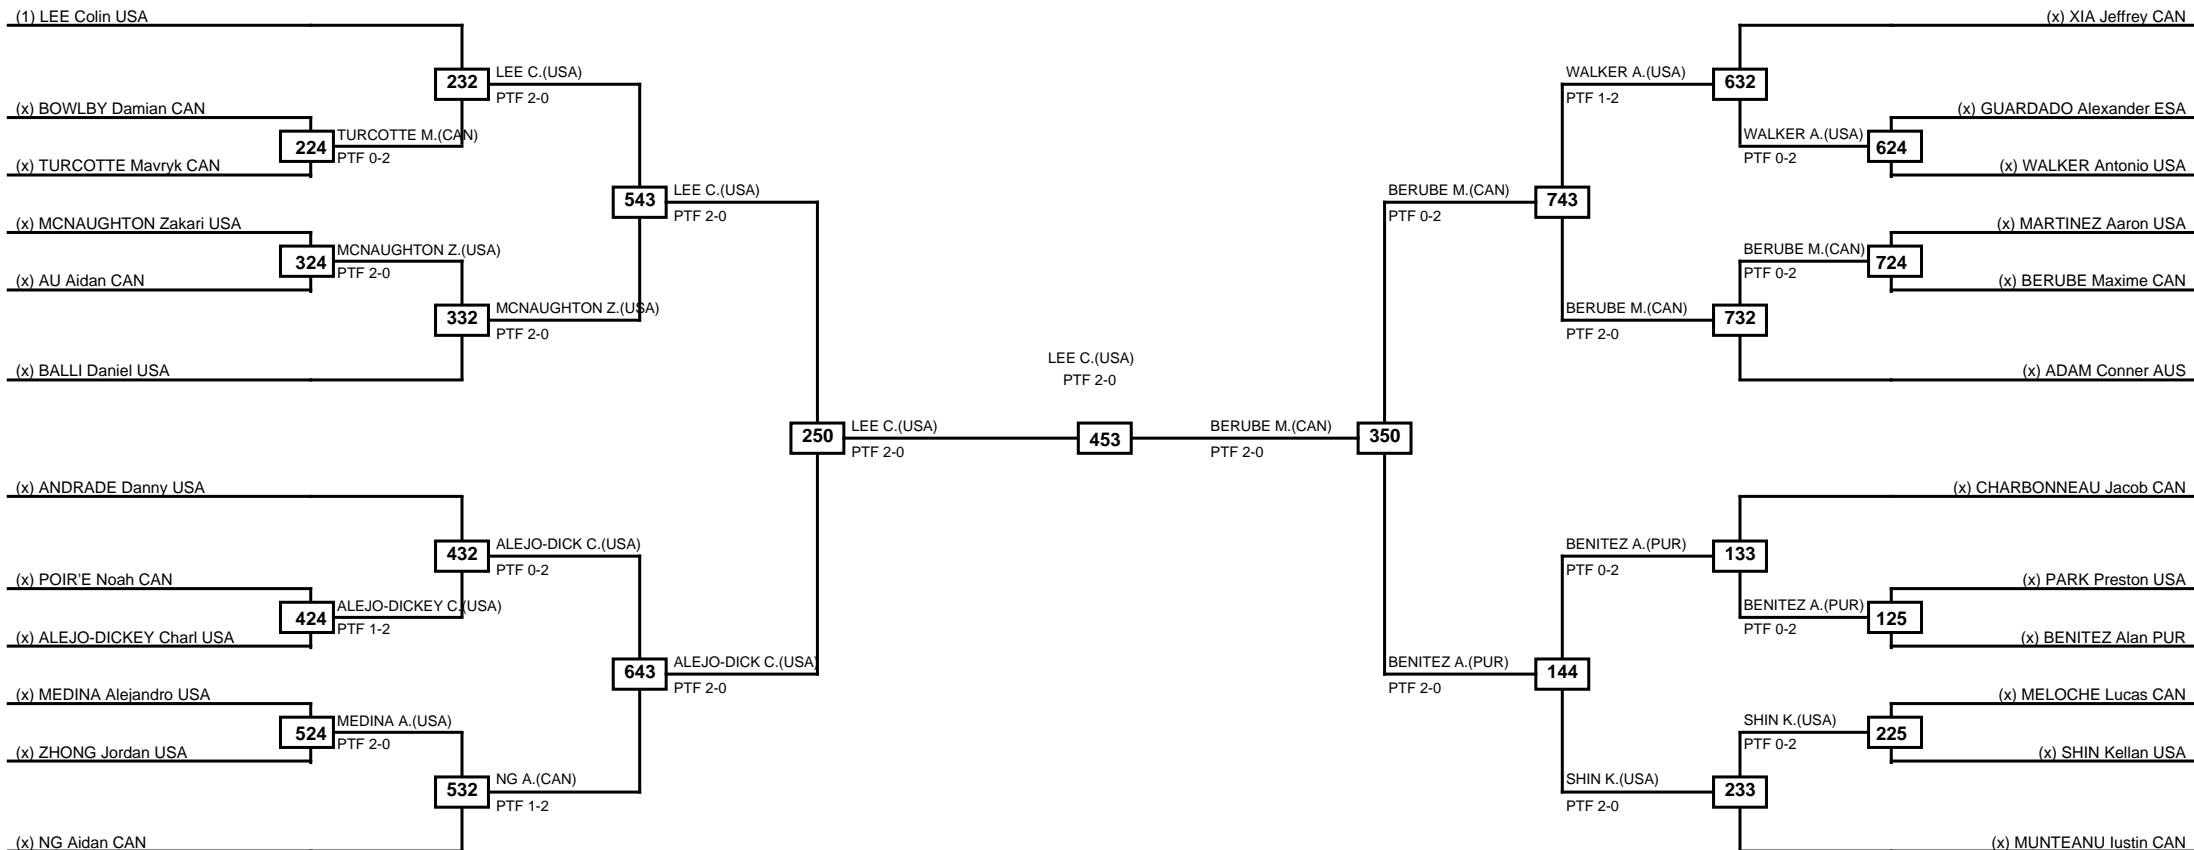 (1) LEE Colin USA
(x) BOWLBY Damian CAN
(x) TURCOTTE Mavryk CAN
(x) MCNAUGHTON Zakari USA
(x) AU Aidan CAN
(x) BALLI Daniel USA
(x) ANDRADE Danny USA
(x) POIR'E Noah CAN
(x) ALEJO-DICKEY Charl USA
(x) MEDINA Alejandro USA
(x) ZHONG Jordan USA
(x) NG Aidan CAN
224
TURCOTTE M.(CAN)
PTF 0-2
324
MCNAUGHTON Z.(USA)
PTF 2-0
424
ALEJO-DICKEY C.(USA)
PTF 1-2
524
MEDINA A.(USA)
PTF 2-0
232
LEE C.(USA)
PTF 2-0
332
MCNAUGHTON Z.(USA)
PTF 2-0
432
ALEJO-DICK C.(USA)
PTF 0-2
532
NG A.(CAN)
PTF 1-2
543
LEE C.(USA)
PTF 2-0
643
ALEJO-DICK C.(USA)
PTF 2-0
250
LEE C.(USA)
PTF 2-0
LEE C.(USA)
PTF 2-0
453
BERUBE M.(CAN)
PTF 2-0
350
BERUBE M.(CAN)
PTF 0-2
743
BENITEZ A.(PUR)
PTF 2-0
144
WALKER A.(USA)
PTF 1-2
632
BERUBE M.(CAN)
PTF 2-0
732
BENITEZ A.(PUR)
PTF 0-2
133
SHIN K.(USA)
PTF 2-0
233
WALKER A.(USA)
PTF 0-2
624
BERUBE M.(CAN)
PTF 0-2
724
BENITEZ A.(PUR)
PTF 0-2
125
SHIN K.(USA)
PTF 0-2
225
(x) XIA Jeffrey CAN
(x) GUARDADO Alexander ESA
(x) WALKER Antonio USA
(x) MARTINEZ Aaron USA
(x) BERUBE Maxime CAN
(x) ADAM Conner AUS
(x) CHARBONNEAU Jacob CAN
(x) PARK Preston USA
(x) BENITEZ Alan PUR
(x) MELOCHE Lucas CAN
(x) SHIN Kellan USA
(x) MUNTEANU Iustin CAN